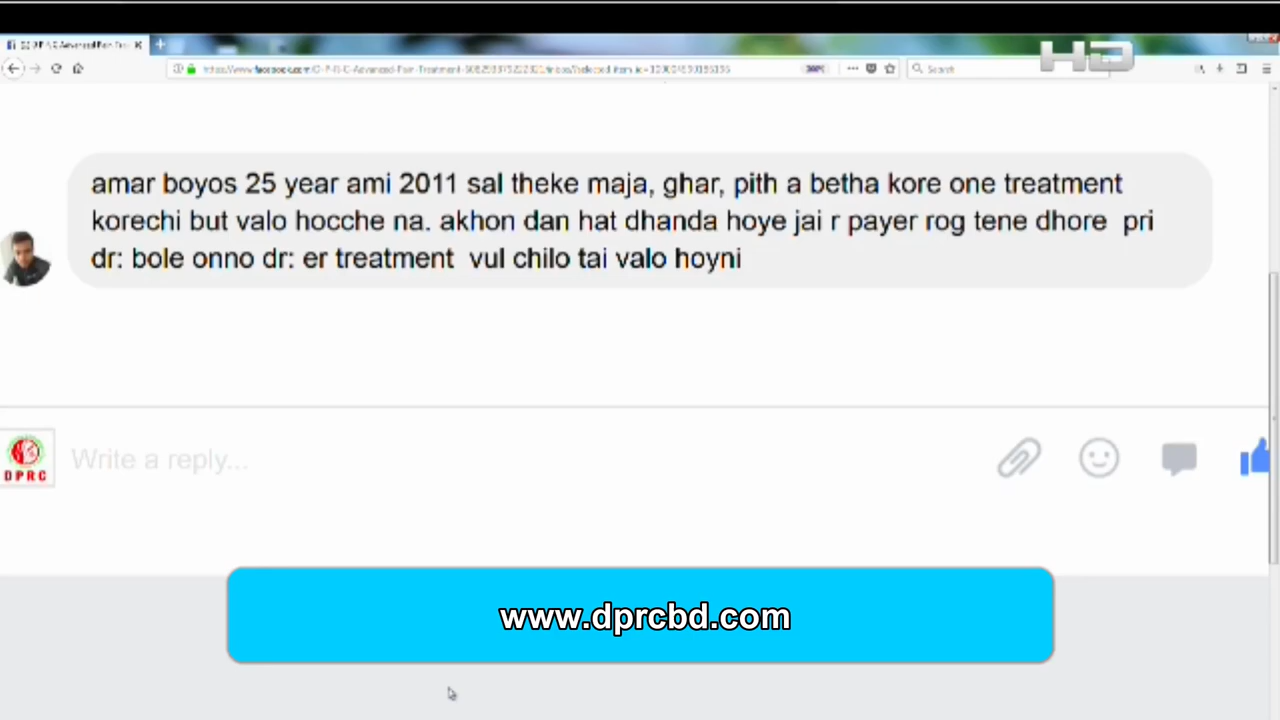 HD
amar boyos 25 year ami 2011 sal theke maja, ghar, pith a betha kore one treatment
korechi but valo hocche na. akhon dan hat dhanda hoye jai r payer rog tene dhore pri
dr: bole onno dr: er treatment vul chilo tai valo hoyni
DPRC
Write a reply...
www.dprcbd.com